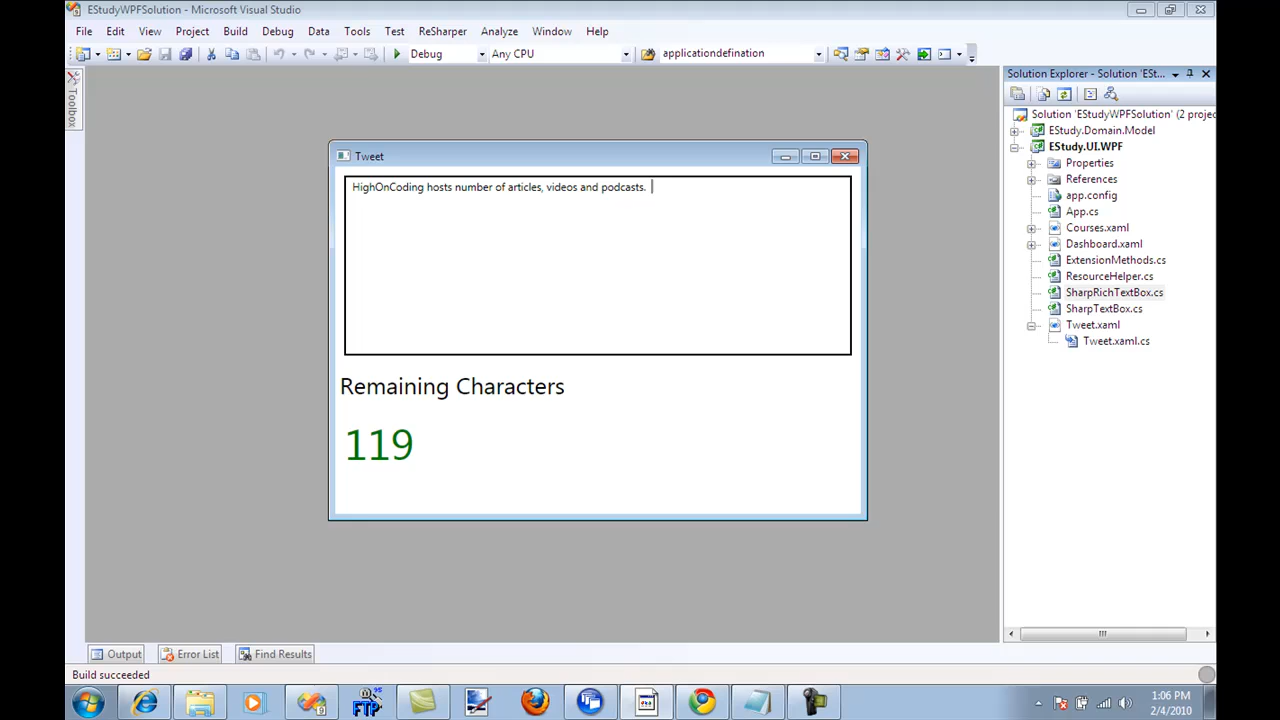 EStudyWPFSolution - Microsoft Visual Studio
File Edit View Project Build Debug Data Tools Test ReSharper Analyze Window Help
Debug Any CPU applicationdefination
Toolbox
Solution Explorer - Solution 'ESt...
Solution 'EStudyWPFSolution' (2 projec
EStudy.Domain.Model
EStudy.UI.WPF
Properties
References
app.config
App.cs
Courses.xaml
Dashboard.xaml
ExtensionMethods.cs
ResourceHelper.cs
SharpRichTextBox.cs
SharpTextBox.cs
Tweet.xaml
Tweet.xaml.cs
Tweet
HighOnCoding hosts number of articles, videos and podcasts.
Remaining Characters
119
Output Error List Find Results
Build succeeded
FTP
1:06 PM
2/4/2010